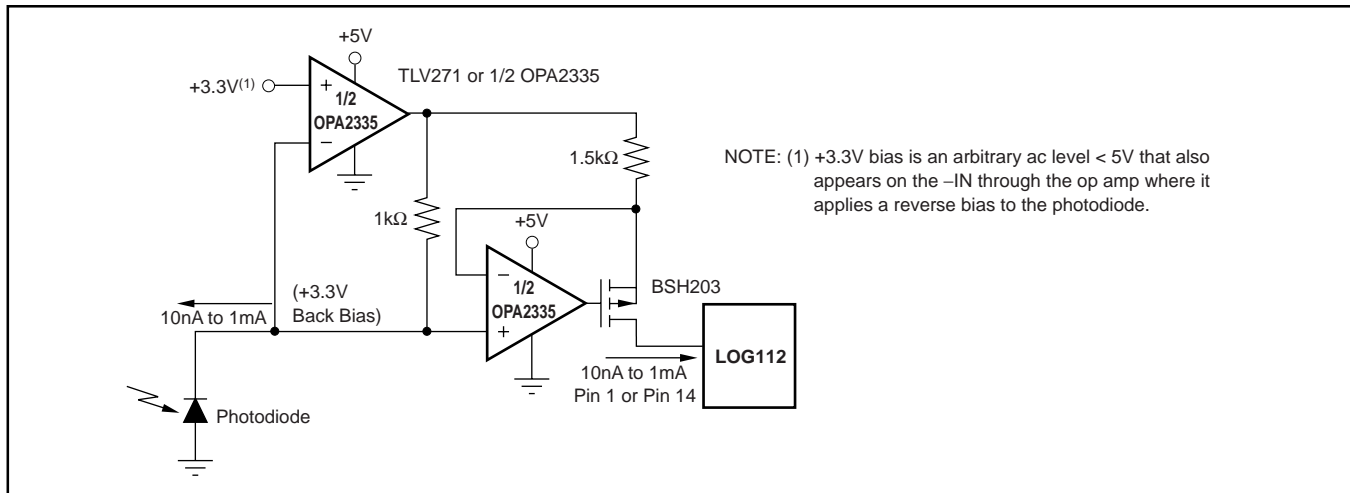 +5V
TLV271 or 1/2 OPA2335
+3.3V(1)
+
1/2
OPA2335
–
1.5kΩ
NOTE: (1) +3.3V bias is an arbitrary ac level < 5V that also
appears on the –IN through the op amp where it
applies a reverse bias to the photodiode.
1kΩ
+5V
–
1/2
OPA2335
+
BSH203
(+3.3V
Back Bias)
10nA to 1mA
LOG112
10nA to 1mA
Pin 1 or Pin 14
Photodiode